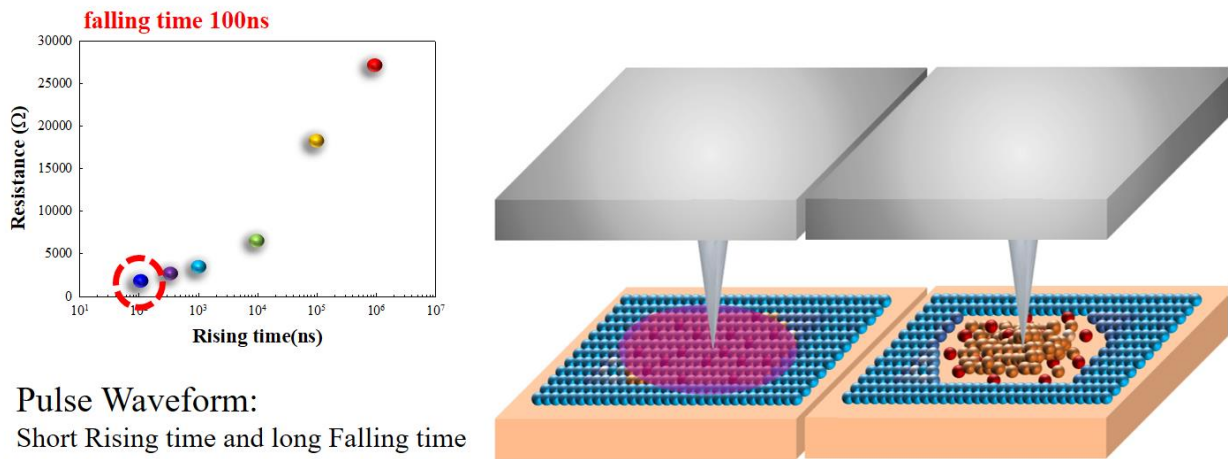 falling time 100ns
30000
25000
20000
15000
10000
5000
0
Resistance (Ω)
10¹ 10² 10³ 10⁴ 10⁵ 10⁶ 10⁷
Rising time(ns)
Pulse Waveform:
Short Rising time and long Falling time